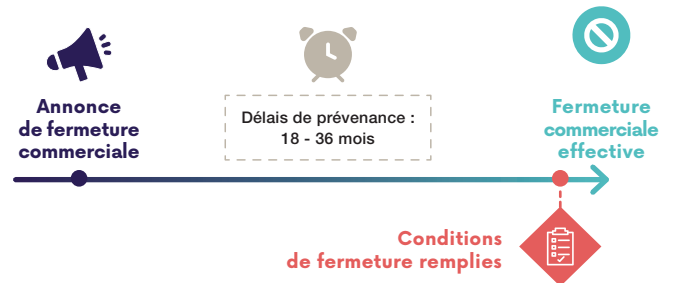 Annonce
de fermeture
commerciale
Délais de prévenance :
18 - 36 mois
Fermeture
commerciale
effective
Conditions
de fermeture remplies